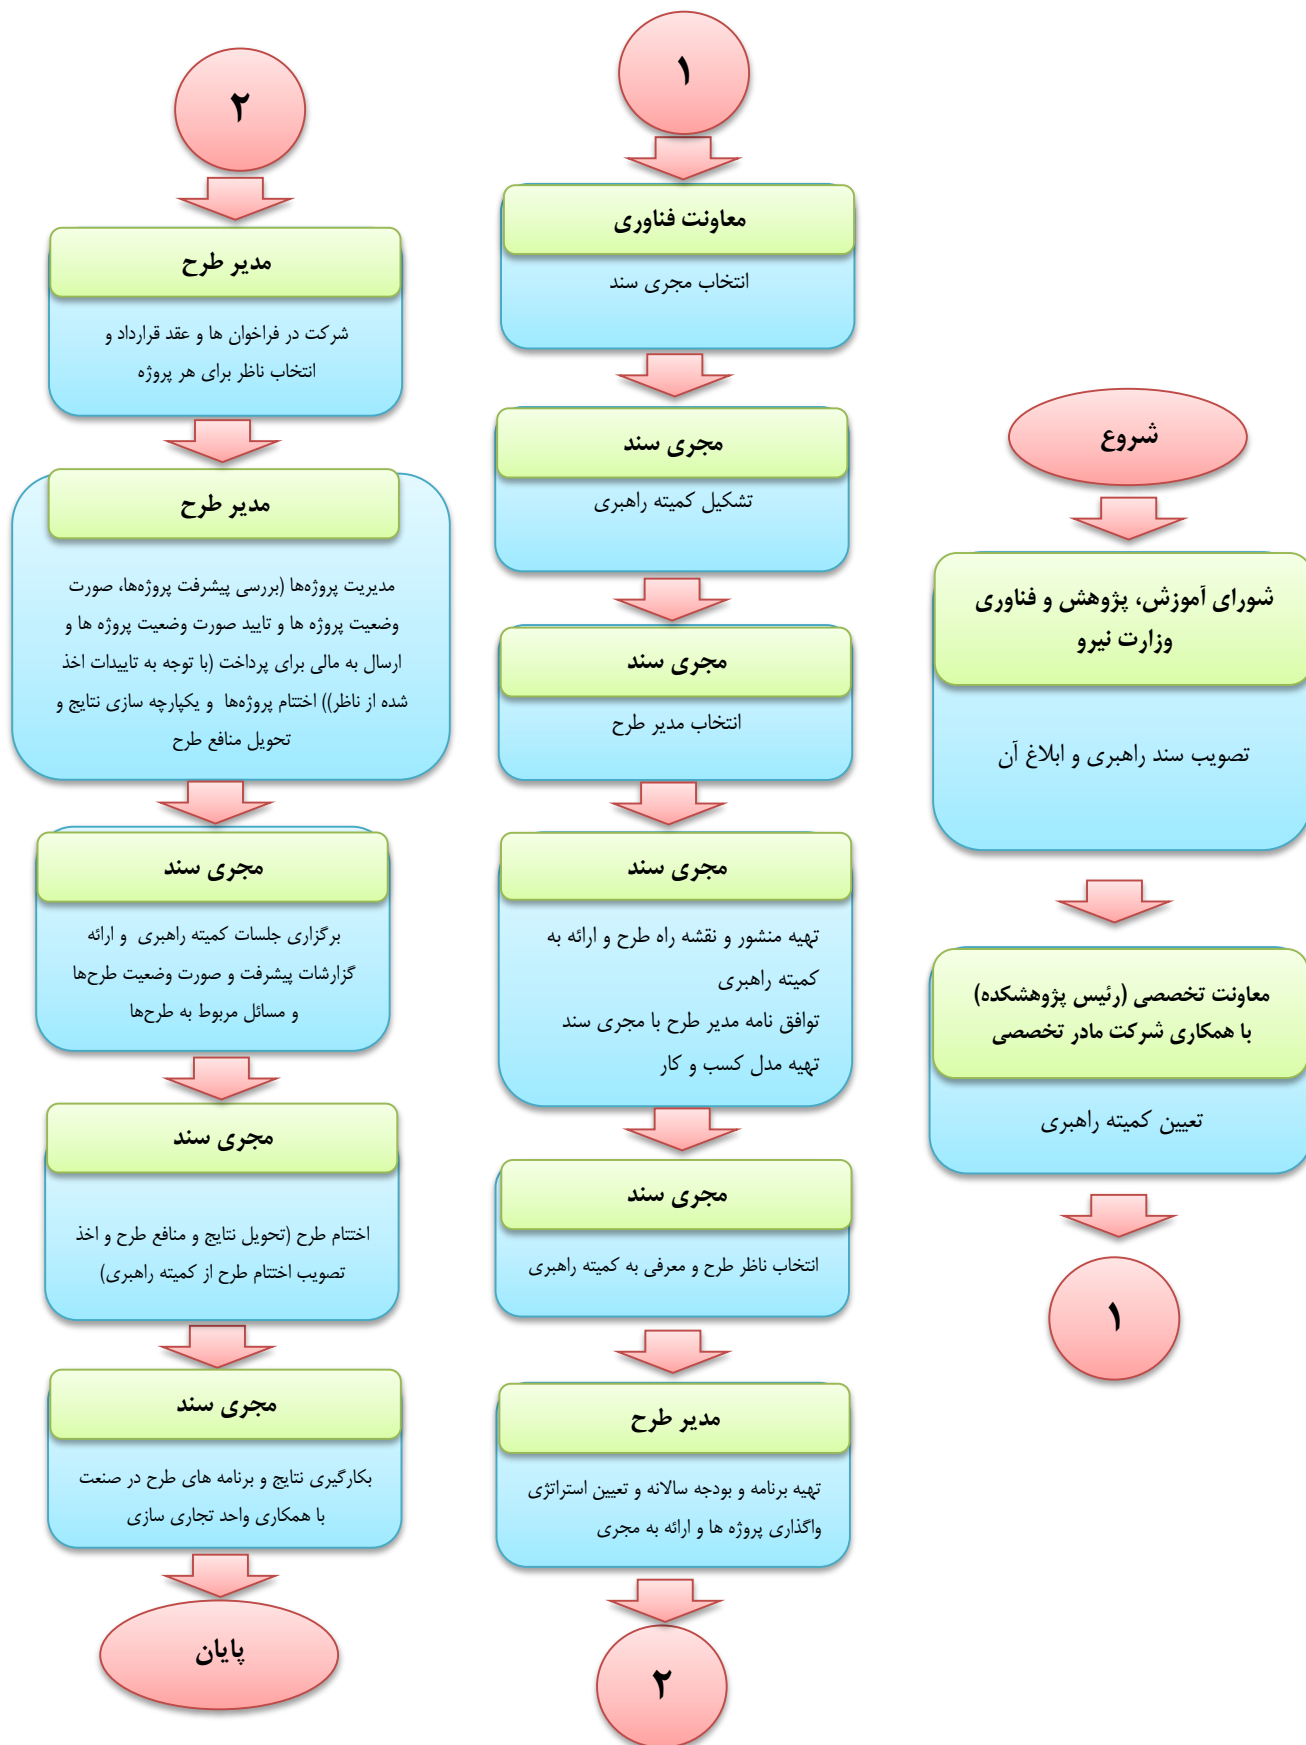 شروع
شورای آموزش، پژوهش و فناوری
وزارت نیرو
تصویب سند راهبری و ابلاغ آن
معاونت تخصصی (رئیس پژوهشکده)
با همکاری شرکت مادر تخصصی
تعیین کمیته راهبری
۱
۱
معاونت فناوری
انتخاب مجری سند
مجری سند
تشکیل کمیته راهبری
مجری سند
انتخاب مدیر طرح
مجری سند
تهیه منشور و نقشه راه طرح و ارائه به
کمیته راهبری
توافق نامه مدیر طرح با مجری سند
تهیه مدل کسب و کار
مجری سند
انتخاب ناظر طرح و معرفی به کمیته راهبری
مدیر طرح
تهیه برنامه و بودجه سالانه و تعیین استراتژی
واگذاری پروژه ها و ارائه به مجری
۲
۲
مدیر طرح
شرکت در فراخوان ها و عقد قرارداد و
انتخاب ناظر برای هر پروژه
مدیر طرح
مدیریت پروژه‌ها (بررسی پیشرفت پروژه‌ها، صورت
وضعیت پروژه ها و تایید صورت وضعیت پروژه ها و
ارسال به مالی برای پرداخت (با توجه به تاییدات اخذ
شده از ناظر)) اختتام پروژه‌ها و یکپارچه سازی نتایج و
تحویل منافع طرح
مجری سند
برگزاری جلسات کمیته راهبری و ارائه
گزارشات پیشرفت و صورت وضعیت طرح‌ها
و مسائل مربوط به طرح‌ها
مجری سند
اختتام طرح (تحویل نتایج و منافع طرح و اخذ
تصویب اختتام طرح از کمیته راهبری)
مجری سند
بکارگیری نتایج و برنامه های طرح در صنعت
با همکاری واحد تجاری سازی
پایان